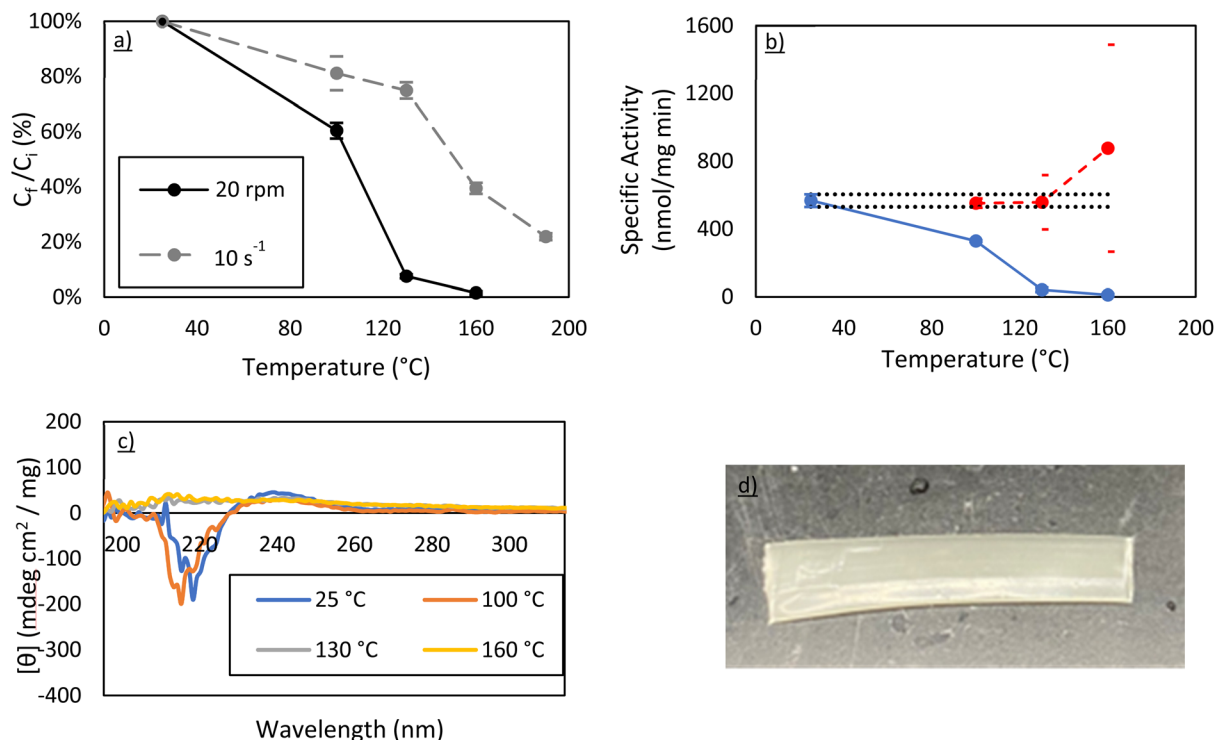 a)
100%
80%
60%
40%
20%
0%
C_f /C_i (%)
20 rpm
10 s⁻¹
0 40 80 120 160 200
Temperature (°C)
b)
1600
1200
800
400
0
Specific Activity
(nmol/mg min)
0 40 80 120 160 200
Temperature (°C)
c)
200
100
0
-100
-200
-300
-400
[θ] (mdeg cm² / mg)
200 220 240 260 280 300
25 °C 100 °C
130 °C 160 °C
Wavelength (nm)
d)